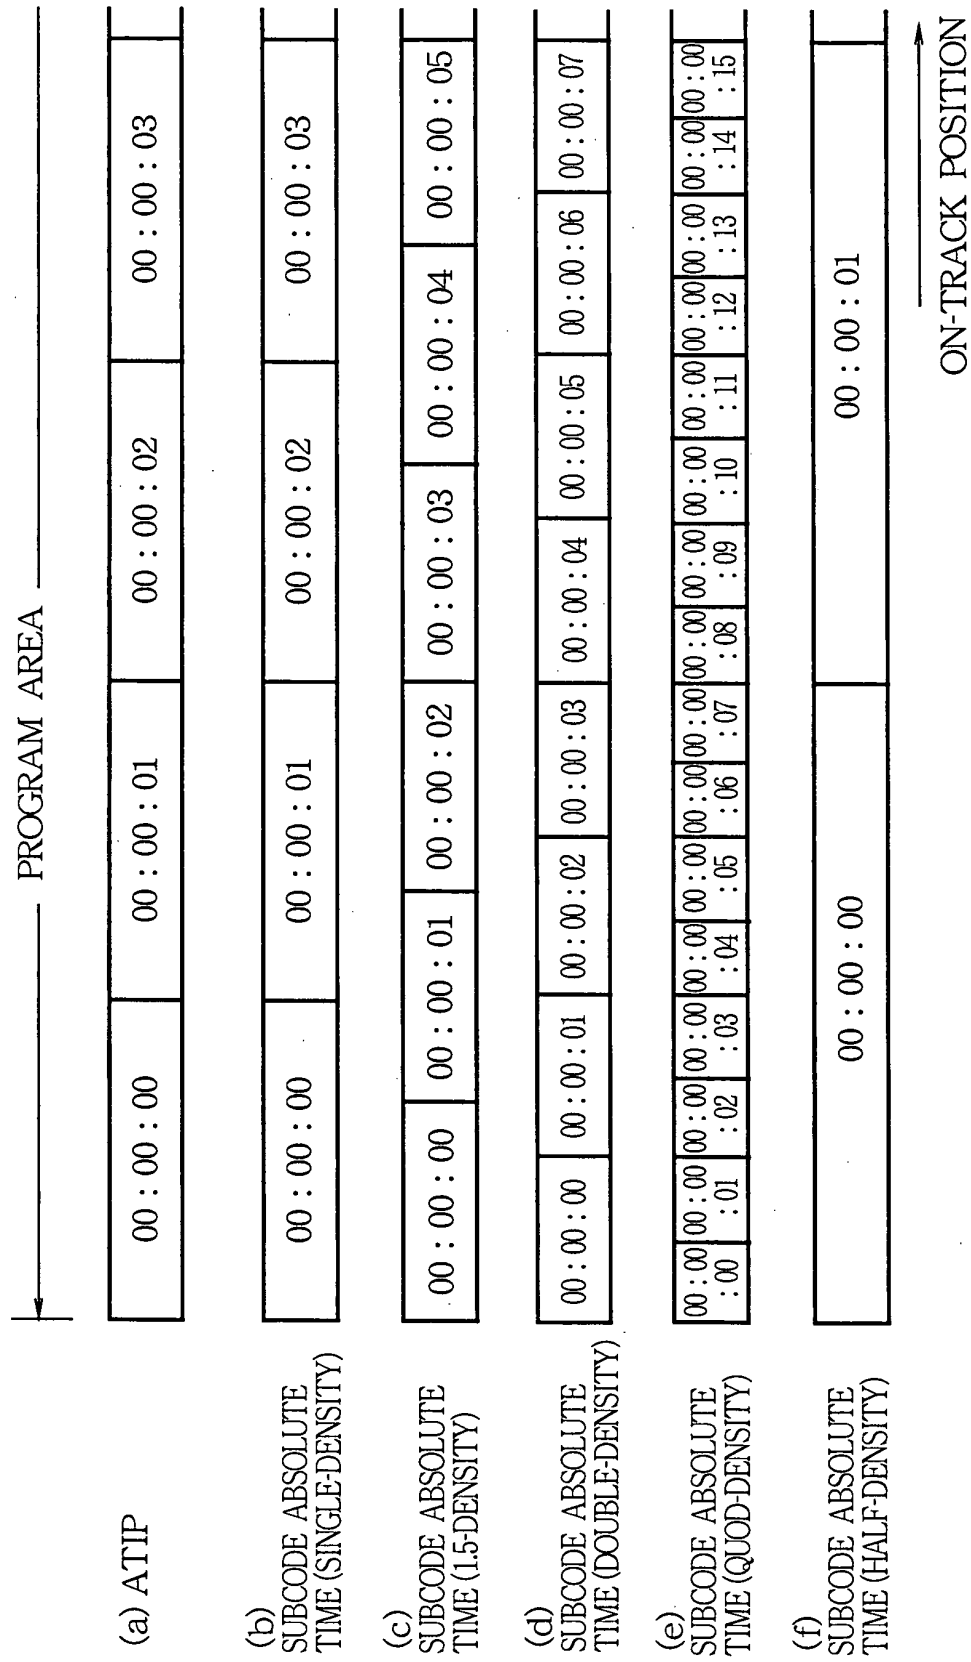 PROGRAM AREA
(a) ATIP
00 : 00 : 00
00 : 00 : 01
00 : 00 : 02
00 : 00 : 03
(b)
SUBCODE ABSOLUTE
TIME (SINGLE-DENSITY)
00 : 00 : 00
00 : 00 : 01
00 : 00 : 02
00 : 00 : 03
(c)
SUBCODE ABSOLUTE
TIME (1.5-DENSITY)
00 : 00 : 00
00 : 00 : 01
00 : 00 : 02
00 : 00 : 03
00 : 00 : 04
00 : 00 : 05
(d)
SUBCODE ABSOLUTE
TIME (DOUBLE-DENSITY)
00 : 00 : 00
00 : 00 : 01
00 : 00 : 02
00 : 00 : 03
00 : 00 : 04
00 : 00 : 05
00 : 00 : 06
00 : 00 : 07
(e)
SUBCODE ABSOLUTE
TIME (QUOD-DENSITY)
00 : 00
: 00
00 : 00
: 01
00 : 00
: 02
00 : 00
: 03
00 : 00
: 04
00 : 00
: 05
00 : 00
: 06
00 : 00
: 07
00 : 00
: 08
00 : 00
: 09
00 : 00
: 10
00 : 00
: 11
00 : 00
: 12
00 : 00
: 13
00 : 00
: 14
00 : 00
: 15
(f)
SUBCODE ABSOLUTE
TIME (HALF-DENSITY)
00 : 00 : 00
00 : 00 : 01
ON-TRACK POSITION